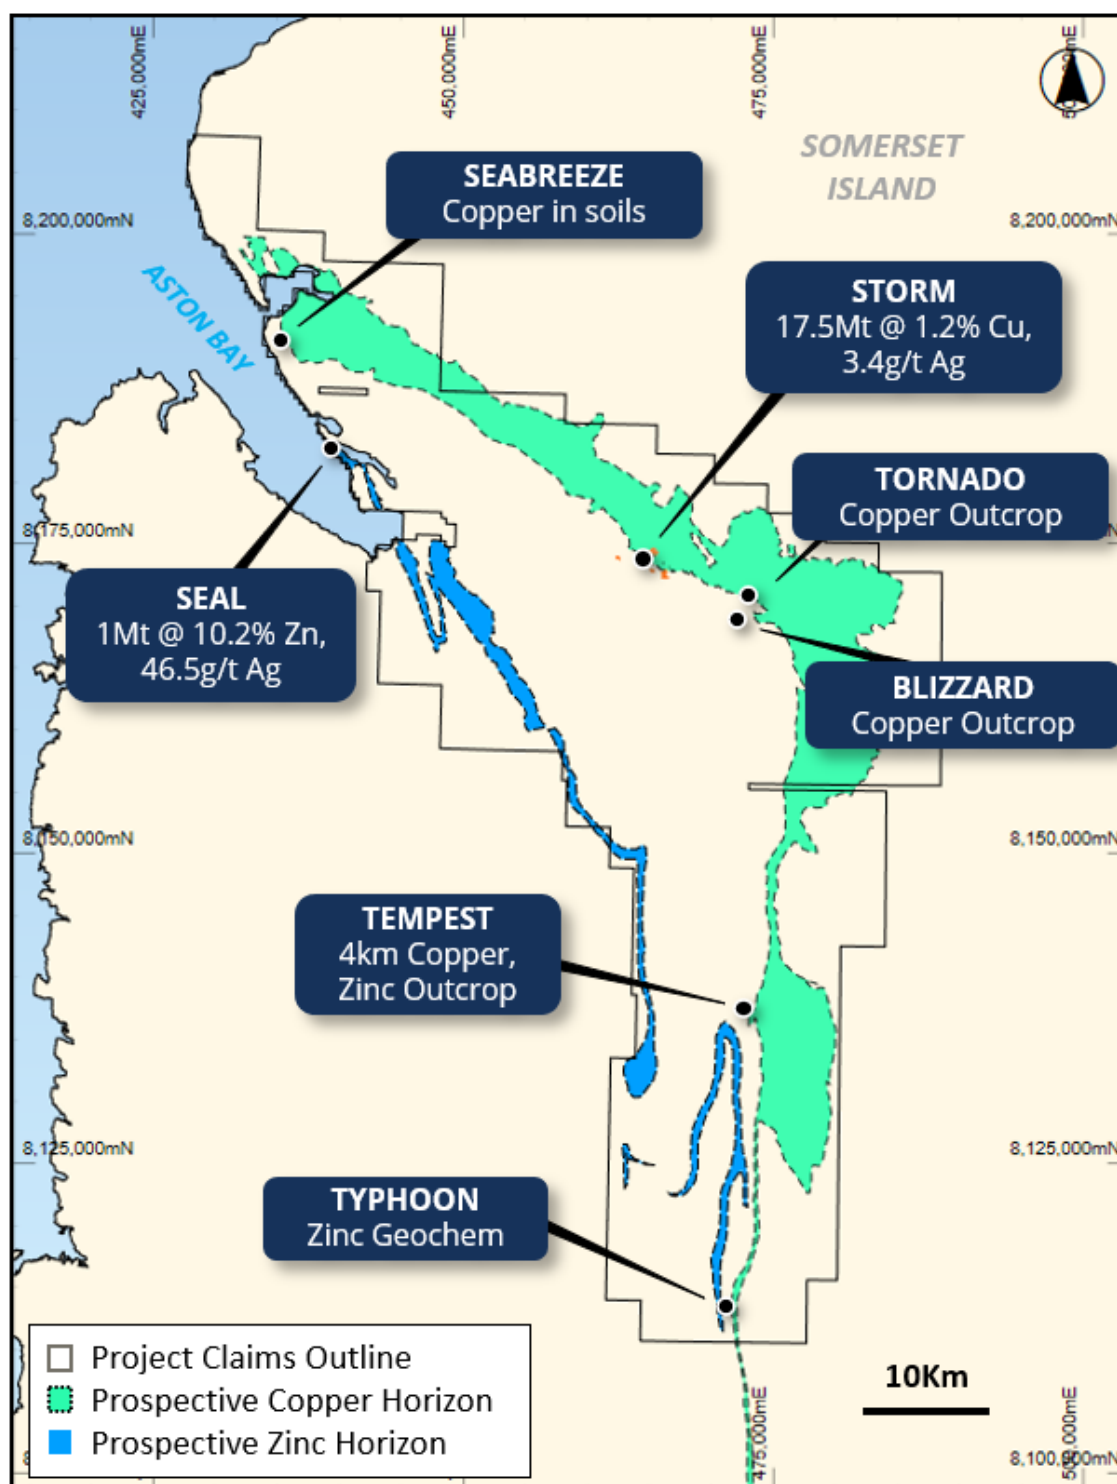 425,000mE
450,000mE
475,000mE
SOMERSET
ISLAND
SEABREEZE
Copper in soils
8,200,000mN
8,200,000mN
ASTON BAY
STORM
17.5Mt @ 1.2% Cu,
3.4g/t Ag
TORNADO
Copper Outcrop
8,175,000mN
8,175,000mN
SEAL
1Mt @ 10.2% Zn,
46.5g/t Ag
BLIZZARD
Copper Outcrop
8,150,000mN
8,150,000mN
TEMPEST
4km Copper,
Zinc Outcrop
8,125,000mN
8,125,000mN
TYPHOON
Zinc Geochem
Project Claims Outline
Prospective Copper Horizon
Prospective Zinc Horizon
10Km
475,000mE
8,100,000mN